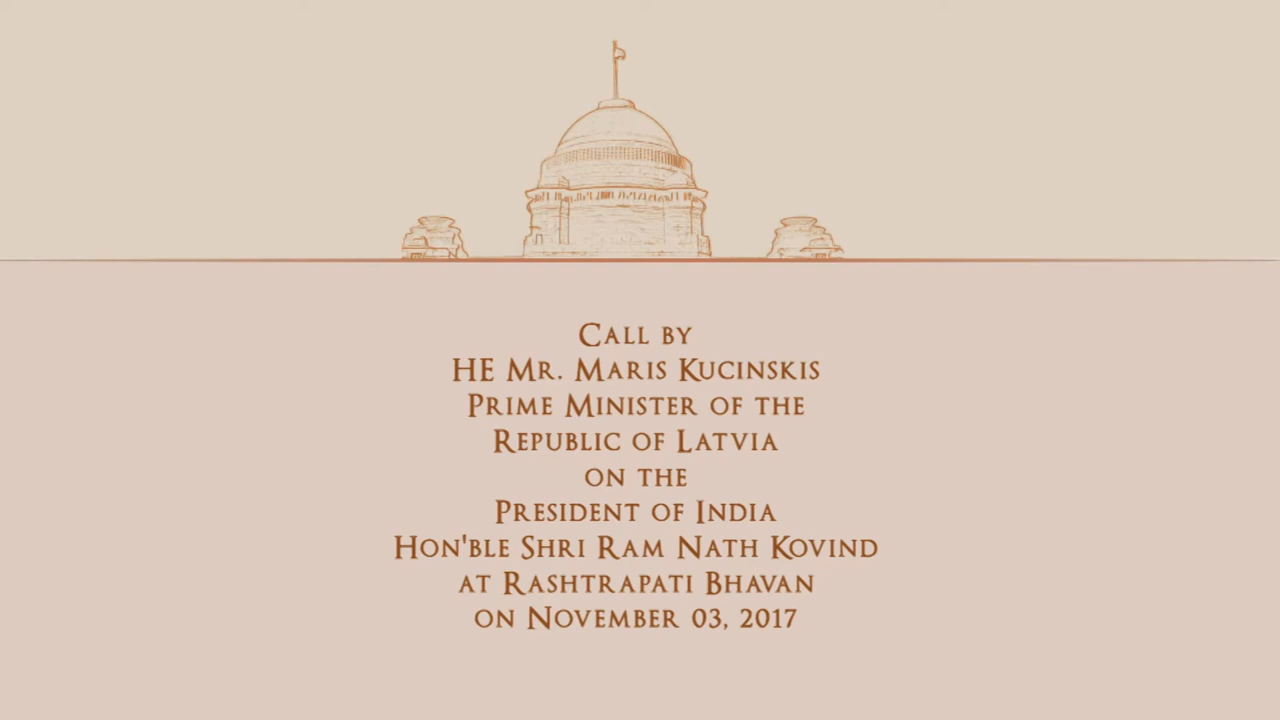 Call by
HE Mr. Maris Kucinskis
Prime Minister of the
Republic of Latvia
on the
President of India
Hon'ble Shri Ram Nath Kovind
at Rashtrapati Bhavan
on November 03, 2017